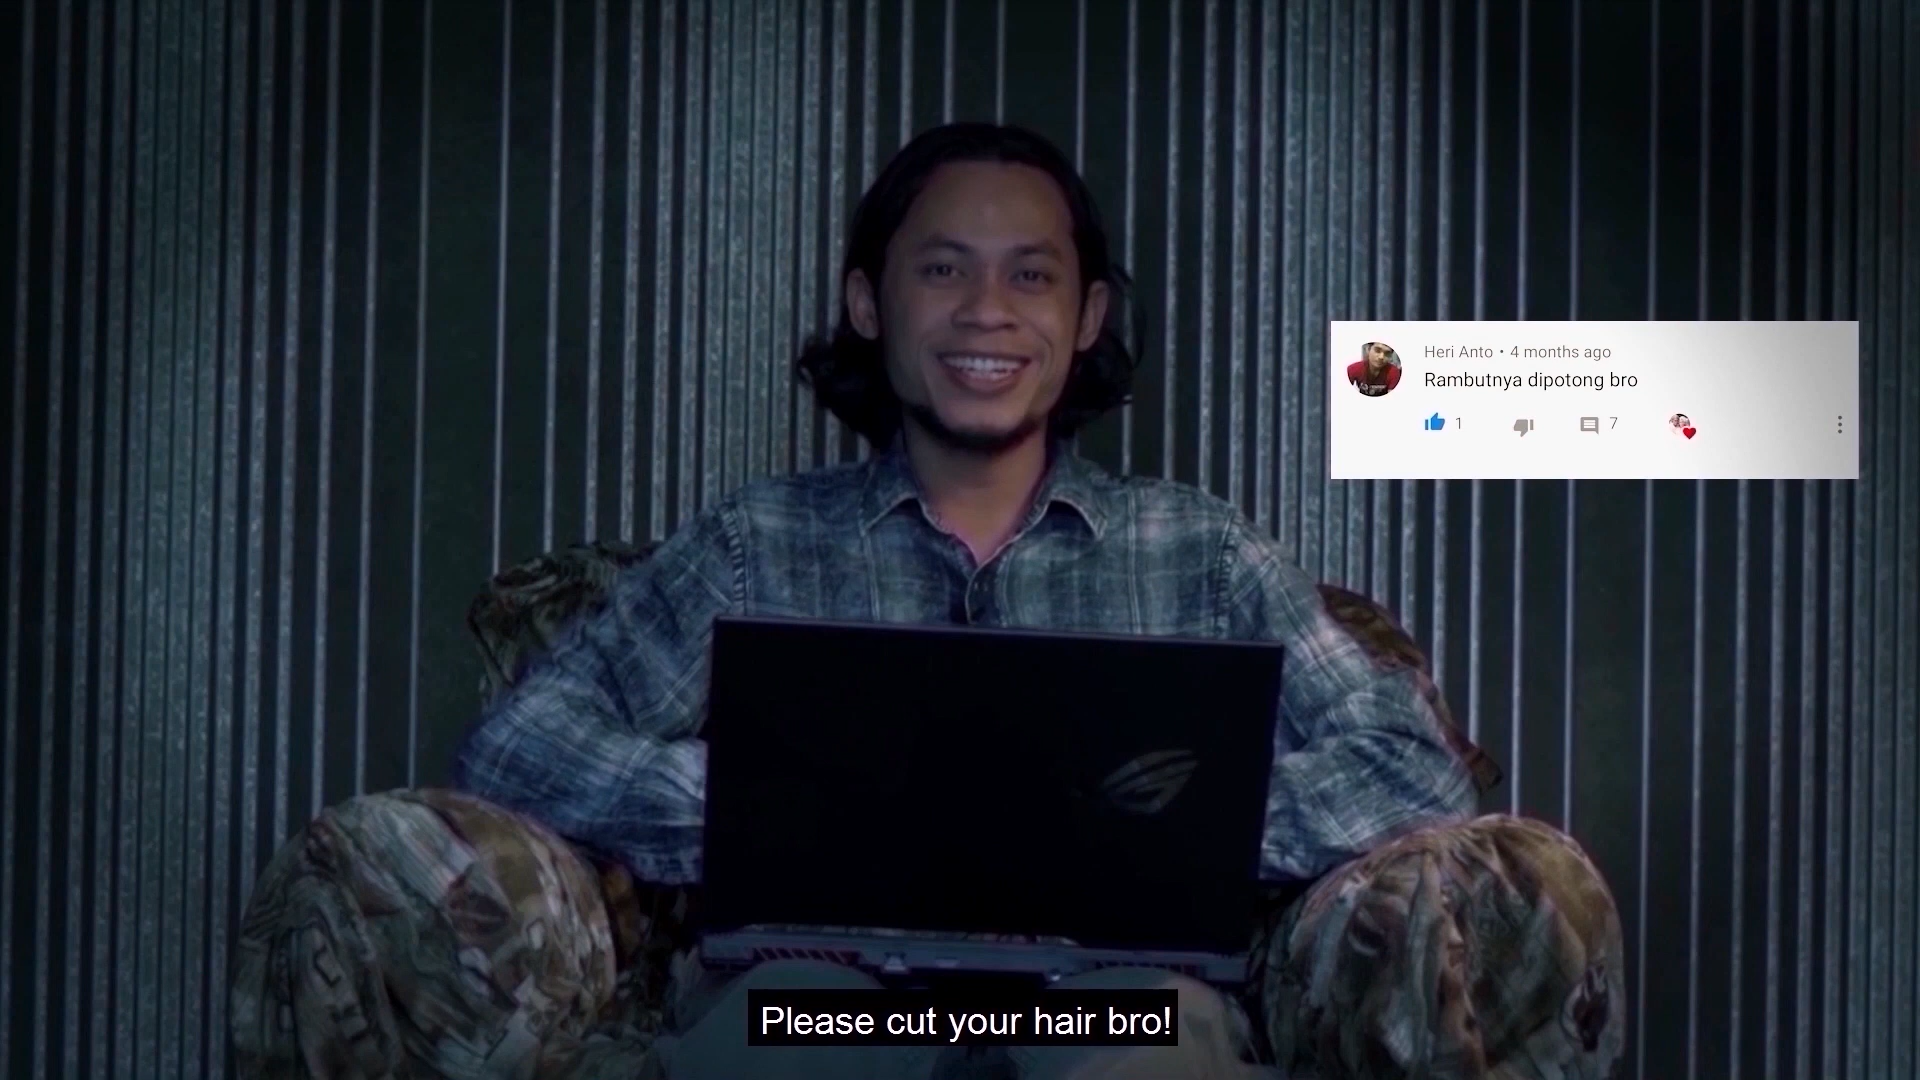 Heri Anto • 4 months ago
Rambutnya dipotong bro
1 7
Please cut your hair bro!